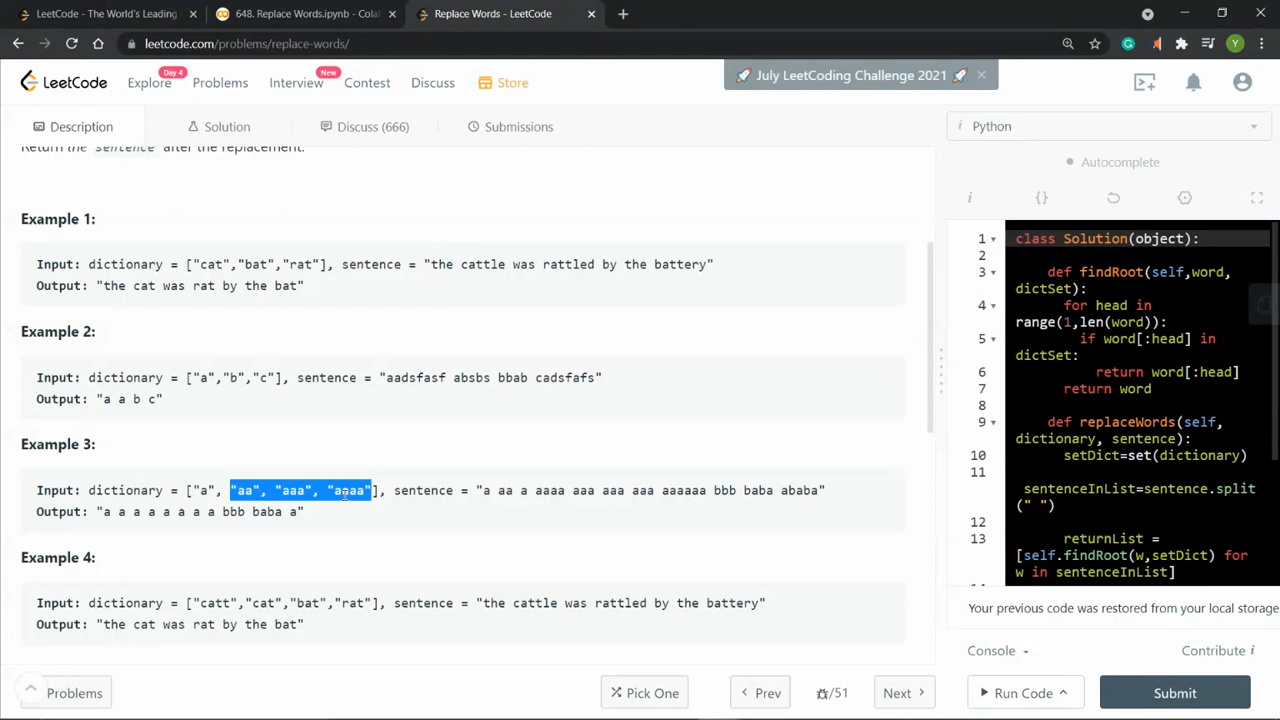 LeetCode - The World's Leading
648. Replace Words.ipynb - Colab
Replace Words - LeetCode
leetcode.com/problems/replace-words/
Y
LeetCode
Explore
Day 4
Problems
Interview
New
Contest
Discuss
Store
🚀 July LeetCoding Challenge 2021 🚀
Description
Solution
Discuss (666)
Submissions
i Python
Autocomplete
Return the sentence after the replacement.
Example 1:
Input: dictionary = ["cat","bat","rat"], sentence = "the cattle was rattled by the battery"
Output: "the cat was rat by the bat"
Example 2:
Input: dictionary = ["a","b","c"], sentence = "aadsfasf absbs bbab cadsfafs"
Output: "a a b c"
Example 3:
Input: dictionary = ["a", "aa", "aaa", "aaaa"], sentence = "a aa a aaaa aaa aaa aaa aaaaaa bbb baba ababa"
Output: "a a a a a a a a bbb baba a"
Example 4:
Input: dictionary = ["catt","cat","bat","rat"], sentence = "the cattle was rattled by the battery"
Output: "the cat was rat by the bat"
i {}
1 class Solution(object):
2
3 def findRoot(self,word,
dictSet):
4 for head in
range(1,len(word)):
5 if word[:head] in
dictSet:
6 return word[:head]
7 return word
8
9 def replaceWords(self,
dictionary, sentence):
10 setDict=set(dictionary)
11
sentenceInList=sentence.split
(" ")
12
13 returnList =
[self.findRoot(w,setDict) for
w in sentenceInList]
Your previous code was restored from your local storage
Console
Contribute i
Problems
Pick One
Prev
/51
Next
Run Code
Submit